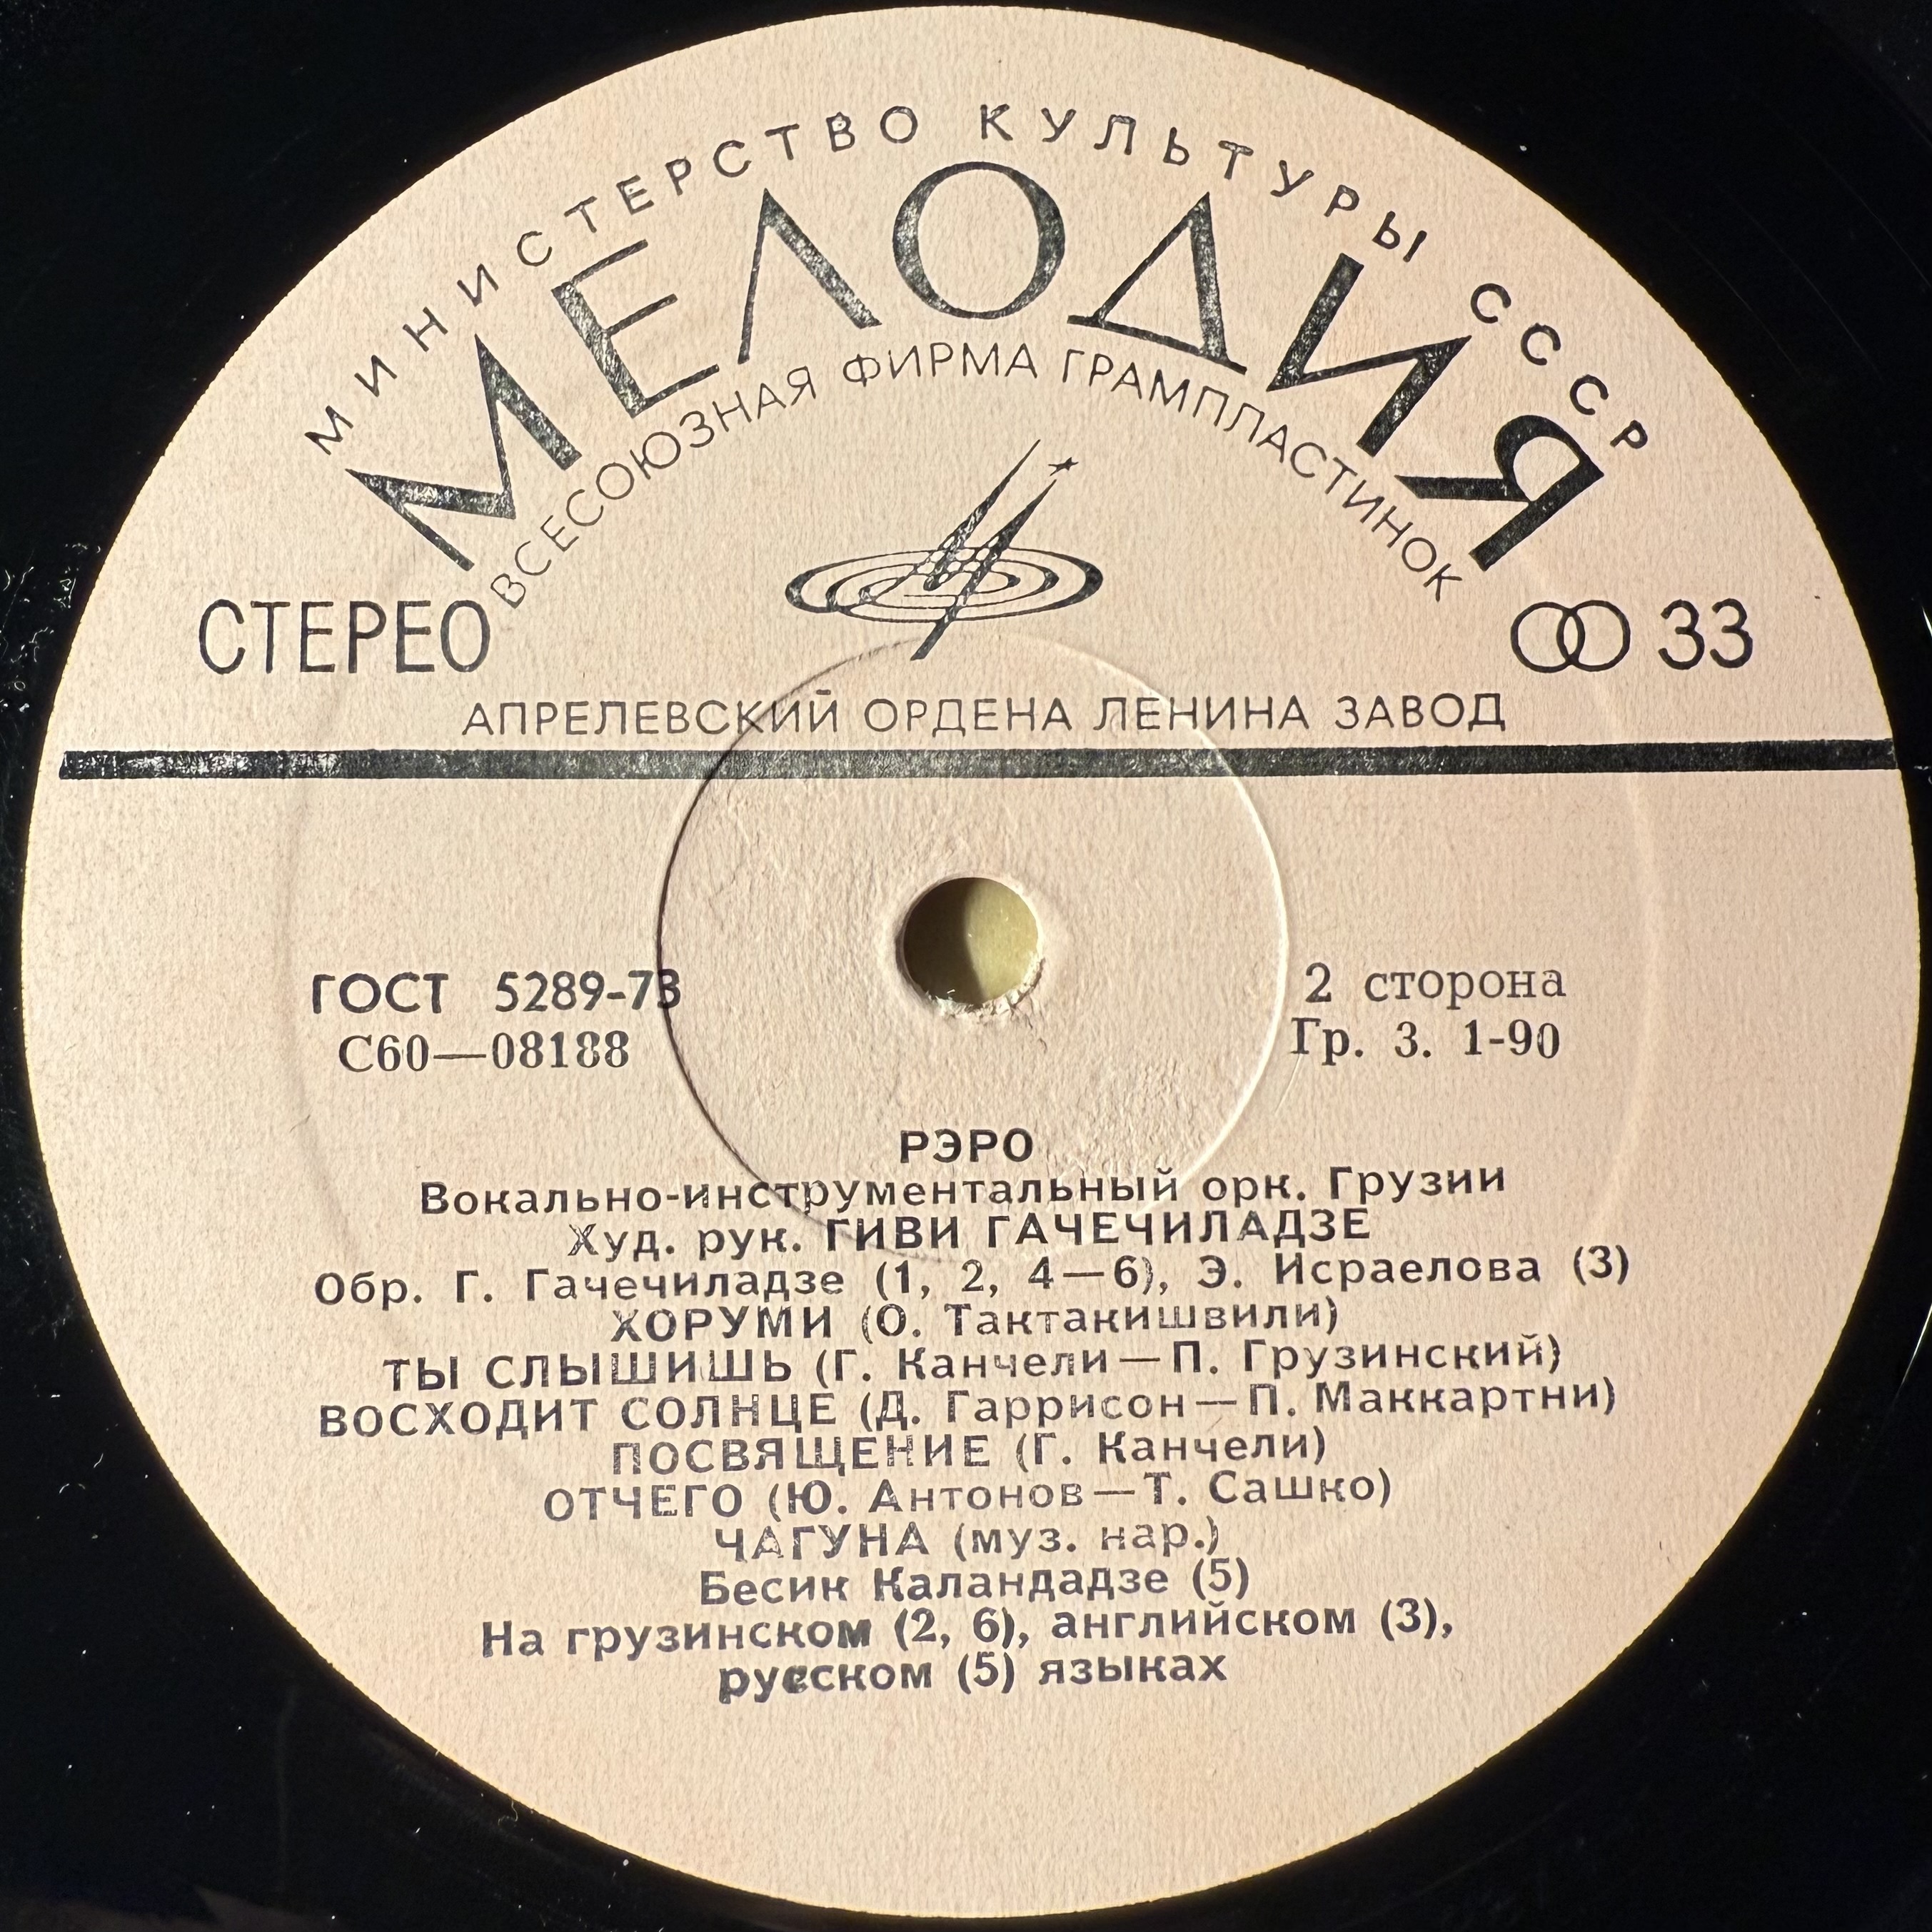 МИНИСТЕРСТВО КУЛЬТУРЫ СССР
МЕЛОДИЯ
ВСЕСОЮЗНАЯ ФИРМА ГРАМПЛАСТИНОК
СТЕРЕО
33
АПРЕЛЕВСКИЙ ОРДЕНА ЛЕНИНА ЗАВОД
ГОСТ 5289-73
С60—08188
2 сторона
Гр. 3. 1-90
РЭРО
Вокально-инструментальный орк. Грузии
Худ. рук. ГИВИ ГАЧЕЧИЛАДЗЕ
Обр. Г. Гачечиладзе (1, 2, 4—6), Э. Исраелова (3)
ХОРУМИ (О. Тактакишвили)
ТЫ СЛЫШИШЬ (Г. Канчели—П. Грузинский)
ВОСХОДИТ СОЛНЦЕ (Д. Гаррисон—П. Маккартни)
ПОСВЯЩЕНИЕ (Г. Канчели)
ОТЧЕГО (Ю. Антонов—Т. Сашко)
ЧАГУНА (муз. нар.)
Бесик Каландадзе (5)
На грузинском (2, 6), английском (3),
русском (5) языках